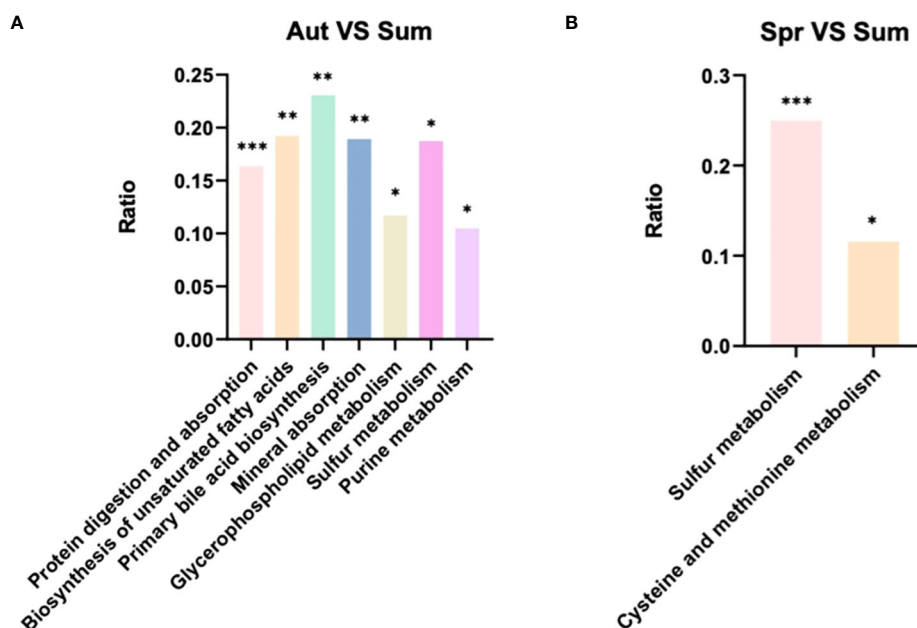 A
Aut VS Sum
Ratio
0.25
0.20
0.15
0.10
0.05
0.00
***
**
**
**
*
*
*
Protein digestion and absorption
Biosynthesis of unsaturated fatty acids
Primary bile acid biosynthesis
Mineral absorption
Glycerophospholipid metabolism
Sulfur metabolism
Purine metabolism
B
Spr VS Sum
Ratio
0.3
0.2
0.1
0.0
***
*
Sulfur metabolism
Cysteine and methionine metabolism